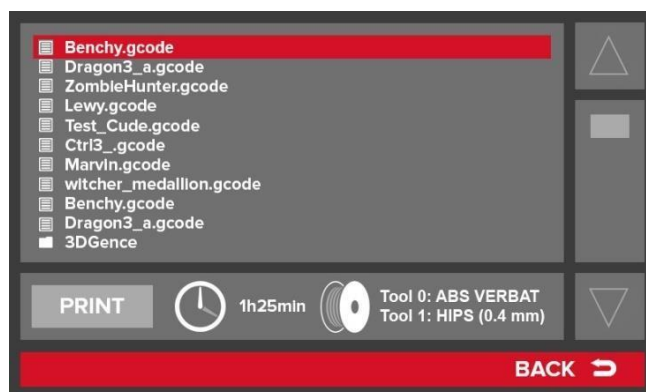 Benchy.gcode
Dragon3_a.gcode
ZombleHunter.gcode
Lewy.gcode
Test_Cude.gcode
Ctrl3_.gcode
Marvin.gcode
witcher_medallion.gcode
Benchy.gcode
Dragon3_a.gcode
3DGence
PRINT
1h25min
Tool 0: ABS VERBAT
Tool 1: HIPS (0.4 mm)
BACK